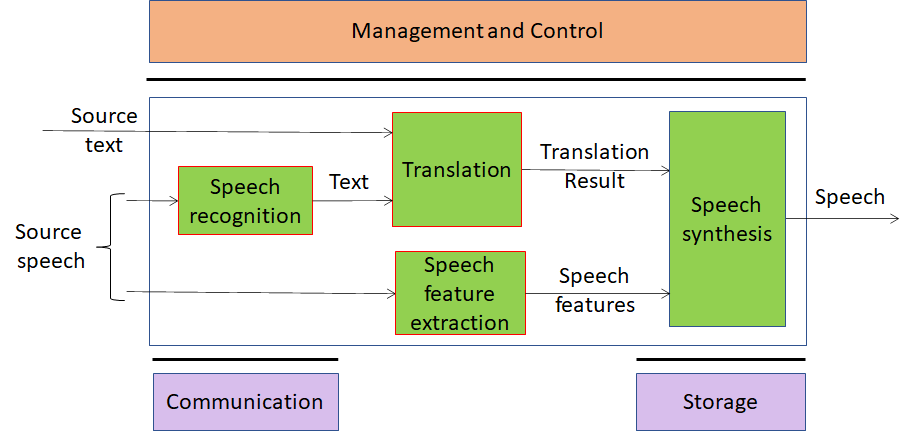 Management and Control
Source
text
Translation
Translation
Result
Speech
recognition
Text
Speech
synthesis
Speech
Source
speech
Speech
feature
extraction
Speech
features
Communication
Storage